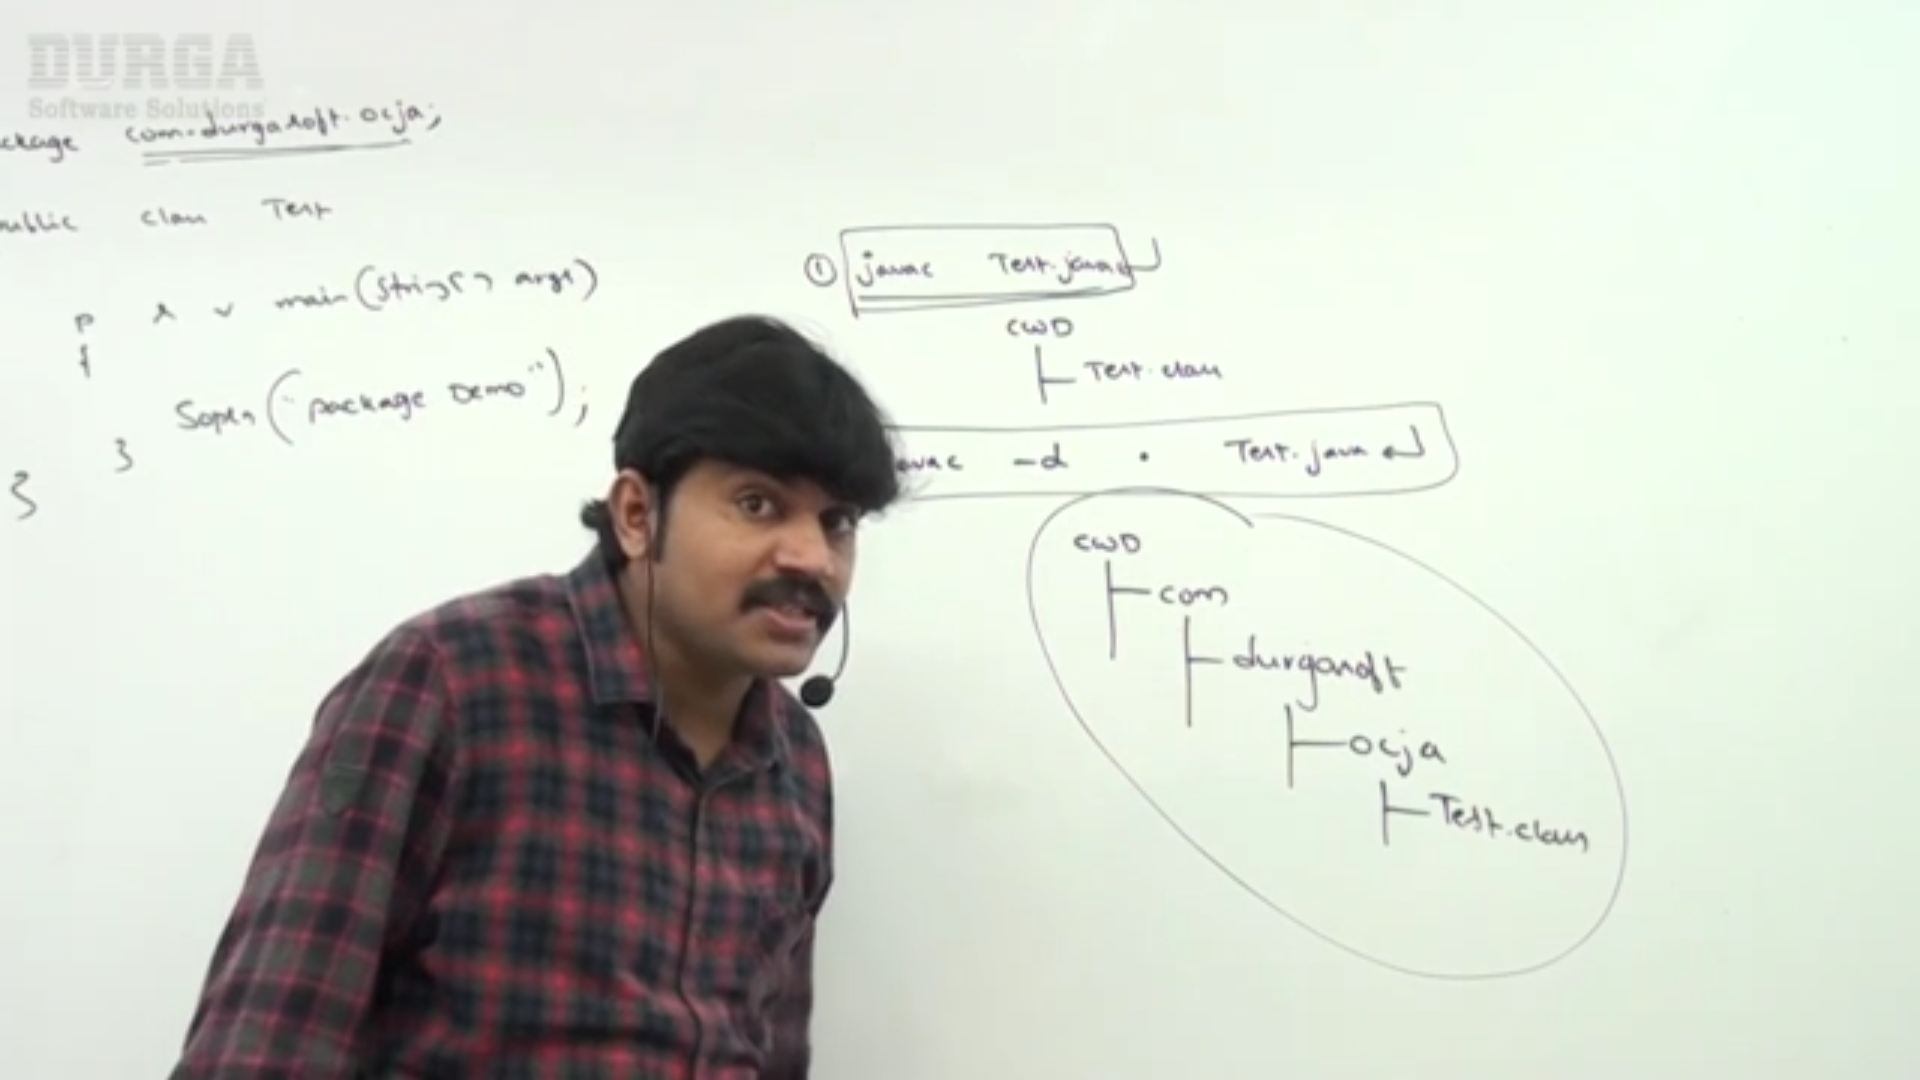 DURGA
Software Solutions
ckage com.durgasoft.ocja;
ublic class Test
p s v main(String[] args)
{
Sopln("package Demo");
}
}
① javac Test.java
CWD
Test.class
avac -d . Test.java
CWD
com
durgasoft
ocja
Test.class